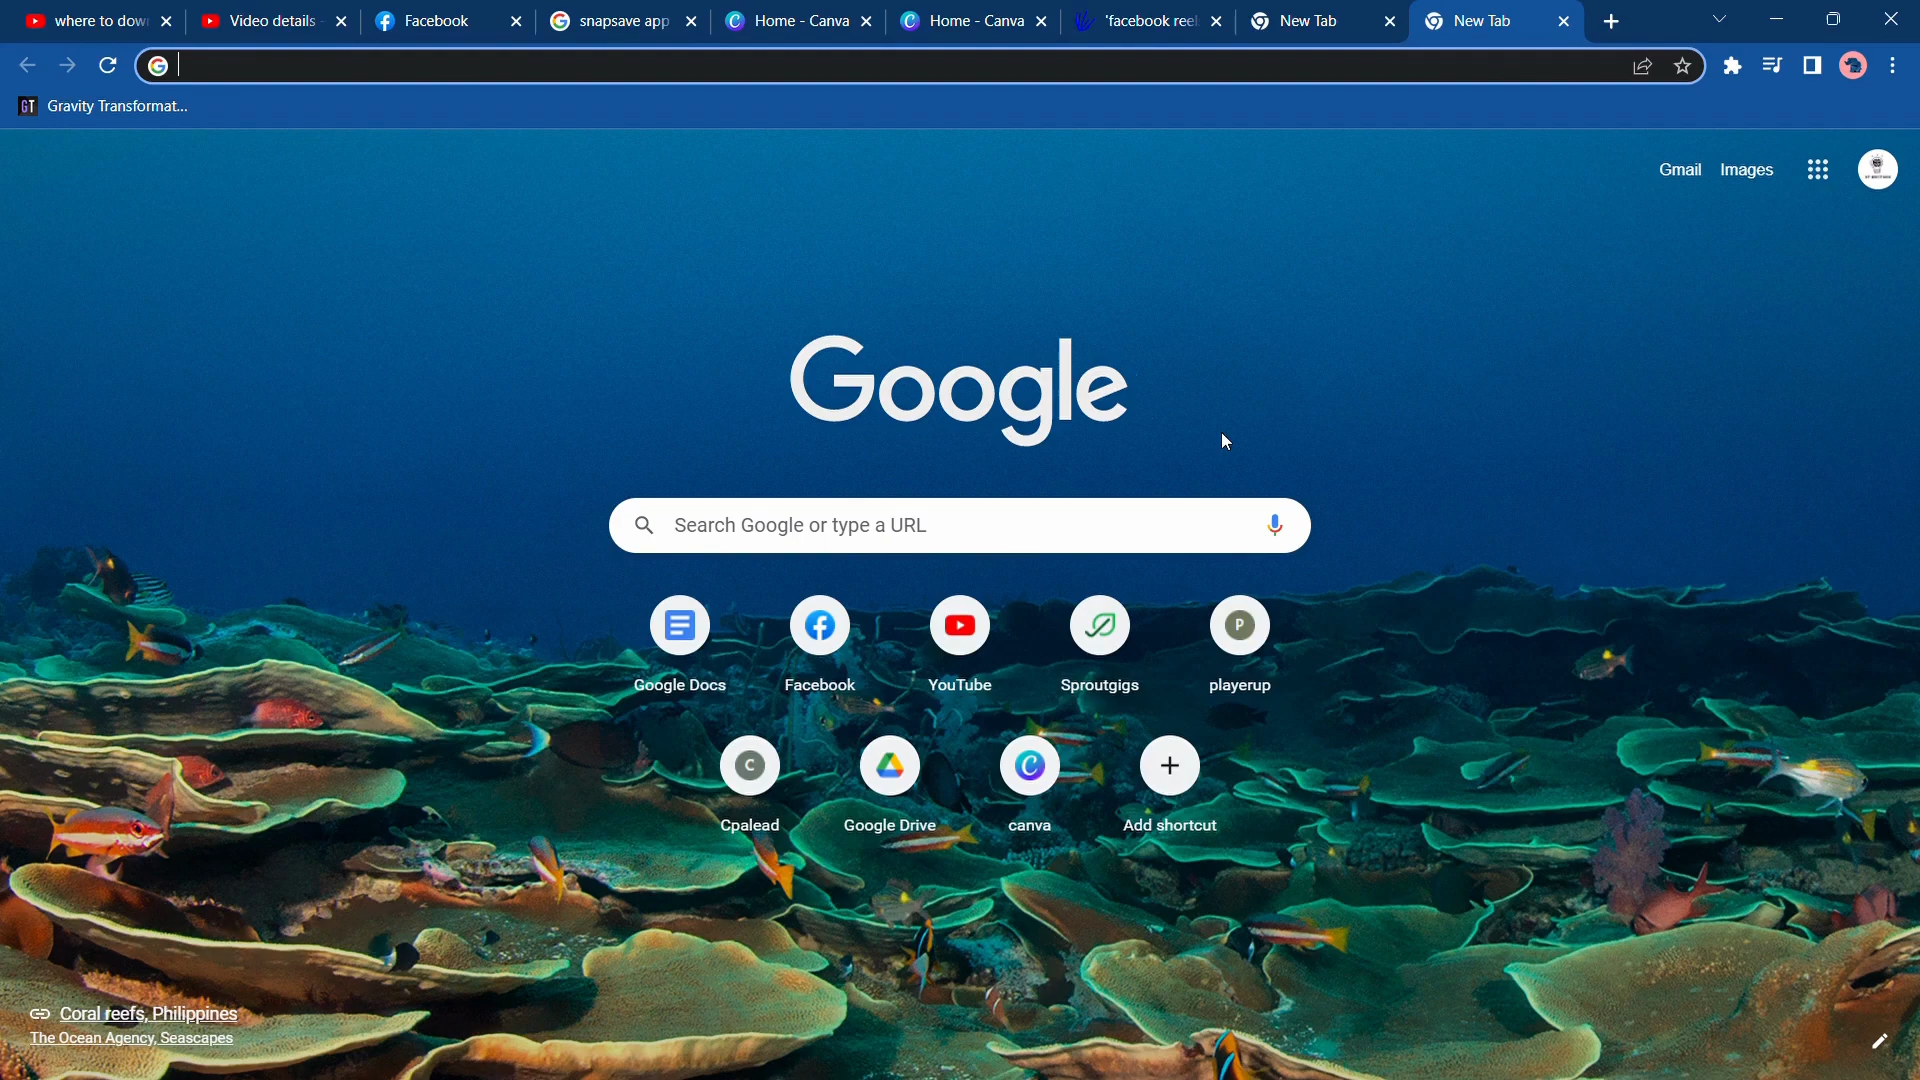 where to dow
Video details
Facebook
snapsave app
Home - Canva
Home - Canva
'facebook reel
New Tab
New Tab
GT Gravity Transformat...
Gmail Images
Google
Search Google or type a URL
Google Docs
Facebook
YouTube
Sproutgigs
P
playerup
C
Cpalead
Google Drive
canva
Add shortcut
Coral reefs, Philippines
The Ocean Agency, Seascapes